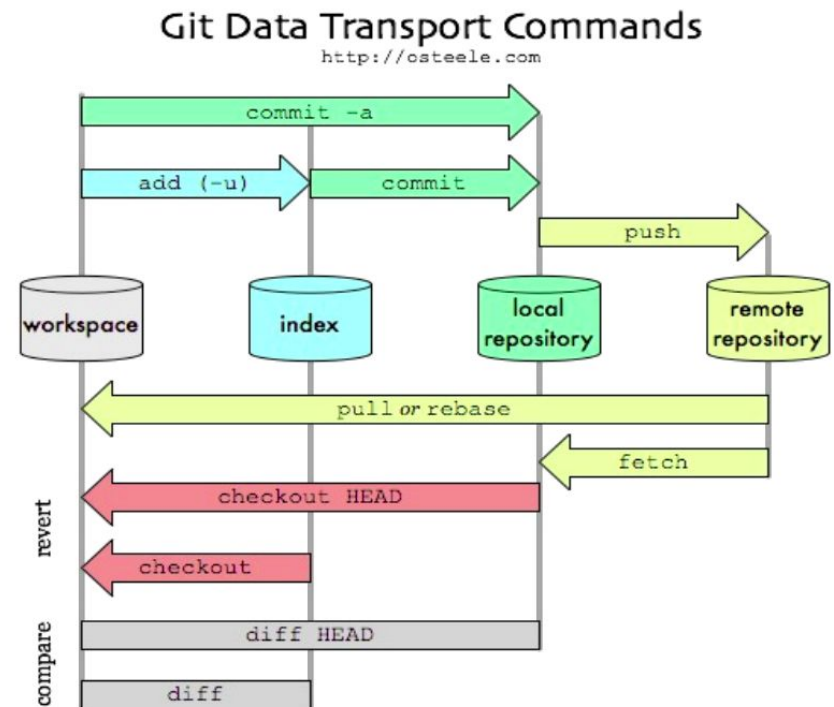 Git Data Transport Commands
http://osteele.com
commit -a
add (-u)
commit
push
workspace
index
local
repository
remote
repository
pull or rebase
fetch
revert
checkout HEAD
checkout
compare
diff HEAD
diff